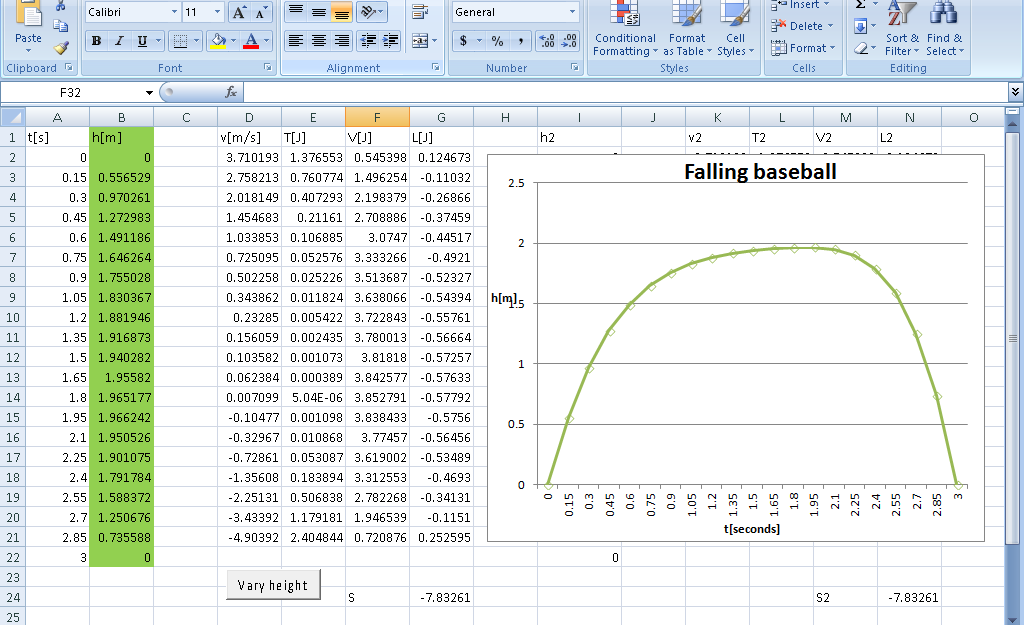 Calibri 11 A A General Insert Σ
Paste B I U A $ % , .0 .00 .00 .0 Conditional Formatting Format as Table Cell Styles Delete Format Sort & Filter Find & Select
Clipboard Font Alignment Number Styles Cells Editing
F32 fx
A B C D E F G H I J K L M N O
1 t[s] h[m] v[m/s] T[J] V[J] L[J] h2 v2 T2 V2 L2
2 0 0 3.710193 1.376553 0.545398 0.124673
3 0.15 0.556529 2.758213 0.760774 1.496254 -0.11032
4 0.3 0.970261 2.018149 0.407293 2.198379 -0.26866
5 0.45 1.272983 1.454683 0.21161 2.708886 -0.37459
6 0.6 1.491186 1.033853 0.106885 3.0747 -0.44517
7 0.75 1.646264 0.725095 0.052576 3.333266 -0.4921
8 0.9 1.755028 0.502258 0.025226 3.513687 -0.52327
9 1.05 1.830367 0.343862 0.011824 3.638066 -0.54394
10 1.2 1.881946 0.23285 0.005422 3.722843 -0.55761
11 1.35 1.916873 0.156059 0.002435 3.780013 -0.56664
12 1.5 1.940282 0.103582 0.001073 3.81818 -0.57257
13 1.65 1.95582 0.062384 0.000389 3.842577 -0.57633
14 1.8 1.965177 0.007099 5.04E-06 3.852791 -0.57792
15 1.95 1.966242 -0.10477 0.001098 3.838433 -0.5756
16 2.1 1.950526 -0.32967 0.010868 3.77457 -0.56456
17 2.25 1.901075 -0.72861 0.053087 3.619002 -0.53489
18 2.4 1.791784 -1.35608 0.183894 3.312553 -0.4693
19 2.55 1.588372 -2.25131 0.506838 2.782268 -0.34131
20 2.7 1.250676 -3.43392 1.179181 1.946539 -0.1151
21 2.85 0.735588 -4.90392 2.404844 0.720876 0.252595
22 3 0 0
23
24 S -7.83261 S2 -7.83261
25
Vary height
Falling baseball
2.5
2
h[m]
1.5
1
0.5
0
0 0.15 0.3 0.45 0.6 0.75 0.9 1.05 1.2 1.35 1.5 1.65 1.8 1.95 2.1 2.25 2.4 2.55 2.7 2.85 3
t[seconds]